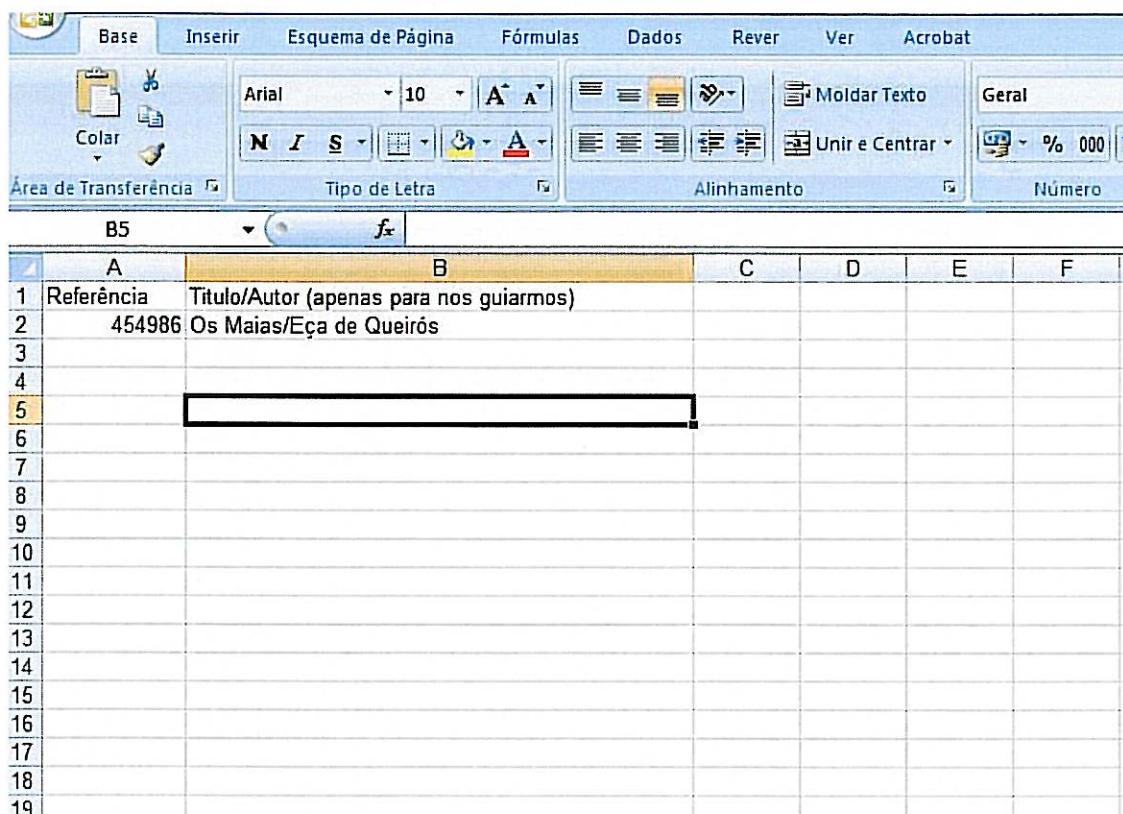 Base Inserir Esquema de Página Fórmulas Dados Rever Ver Acrobat
Arial 10 A A Moldar Texto Geral
Colar N I S A Unir e Centrar % 000
Área de Transferência Tipo de Letra Alinhamento Número
B5 fx
A B C D E F
1 Referência Titulo/Autor (apenas para nos guiarmos)
2 454986 Os Maias/Eça de Queirós
3
4
5
6
7
8
9
10
11
12
13
14
15
16
17
18
19